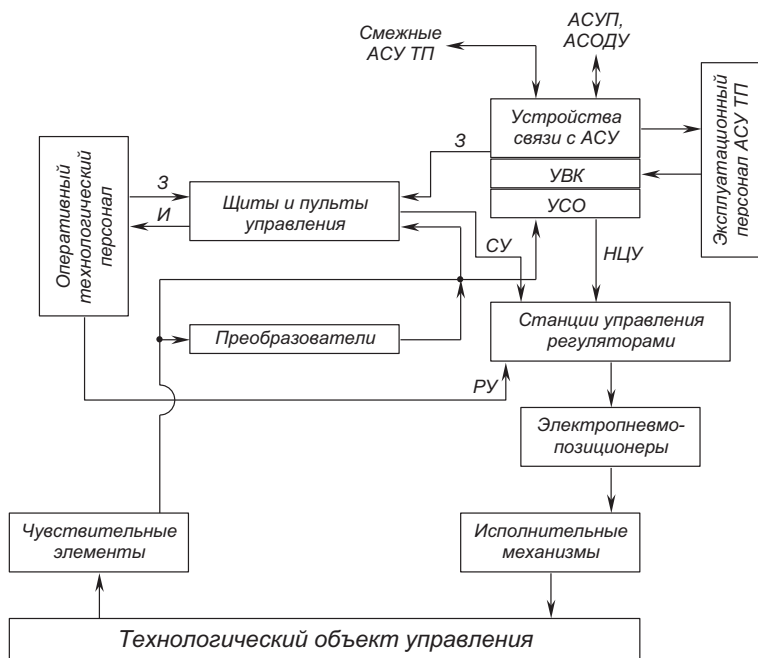 Смежные
АСУ ТП
АСУП,
АСОДУ
Устройства
связи с АСУ
УВК
УСО
Эксплуатационный
персонал АСУ ТП
Оперативный
технологический
персонал
З
И
Щиты и пульты
управления
З
СУ
НЦУ
Преобразователи
Станции управления
регуляторами
РУ
Электропневмо-
позиционеры
Чувствительные
элементы
Исполнительные
механизмы
Технологический объект управления